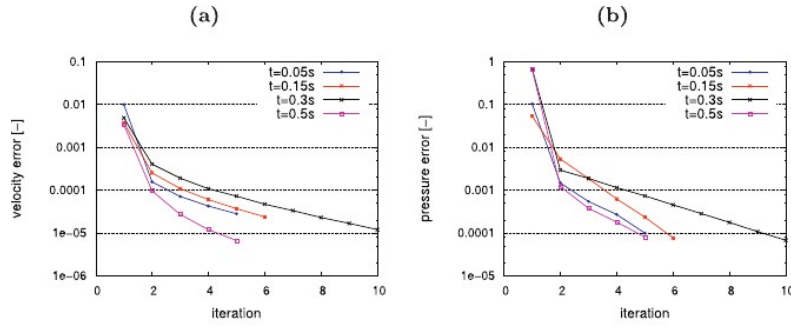 (a)
velocity error [-]
0.1
0.01
0.001
0.0001
1e-05
1e-06
t=0.05s
t=0.15s
t=0.3s
t=0.5s
0 2 4 6 8 10
iteration
(b)
pressure error [-]
1
0.1
0.01
0.001
0.0001
1e-05
t=0.05s
t=0.15s
t=0.3s
t=0.5s
0 2 4 6 8 10
iteration